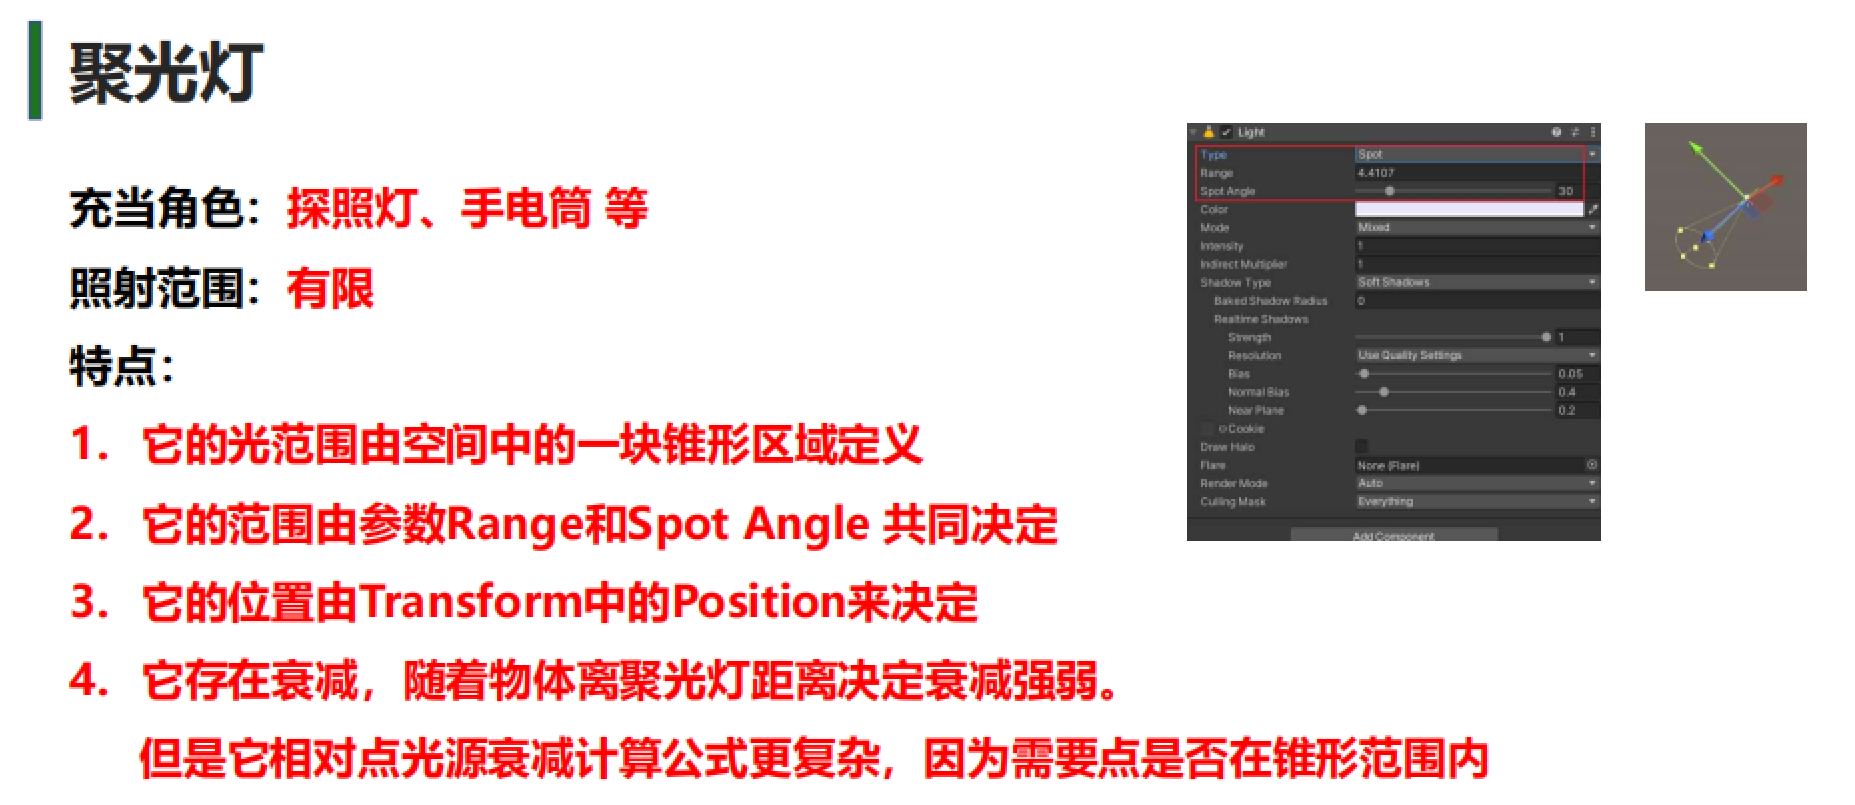 聚光灯
充当角色：探照灯、手电筒 等
照射范围：有限
特点：
1. 它的光范围由空间中的一块锥形区域定义
2. 它的范围由参数Range和Spot Angle 共同决定
3. 它的位置由Transform中的Position来决定
4. 它存在衰减，随着物体离聚光灯距离决定衰减强弱。
但是它相对点光源衰减计算公式更复杂，因为需要点是否在锥形范围内
Light
Type Spot
Range 4.4107
Spot Angle 30
Color
Mode Mixed
Intensity 1
Indirect Multiplier 1
Shadow Type Soft Shadows
Baked Shadow Radius 0
Realtime Shadows
Strength 1
Resolution Use Quality Settings
Bias 0.05
Normal Bias 0.4
Near Plane 0.2
Cookie
Draw Halo
Flare None (Flare)
Render Mode Auto
Culling Mask Everything
Add Component